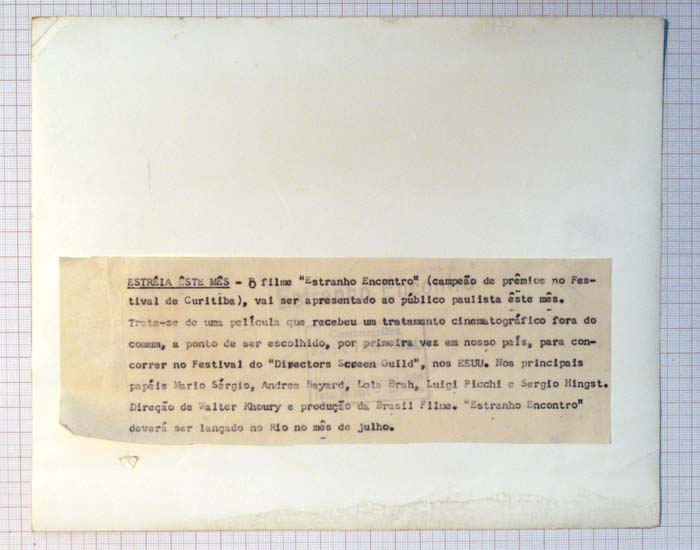 ESTRÉIA ÊSTE MÊS - O filme "Estranho Encontro" (campeão de prêmios no Fes-
tival de Curitiba), vai ser apresentado ao público paulista êste mês.
Trata-se de uma película que recebeu um tratamento cinematográfico fora do
comum, a ponto de ser escolhido, por primeira vez em nosso país, para con-
correr no Festival do "Directors Screen Guild", nos EEUU. Nos principais
papéis Mario Sérgio, Andrea Bayard, Lola Brah, Luigi Picchi e Sergio Hingst.
Direção de Walter Khoury e produção da Brasil Filme. "Estranho Encontro"
deverá ser lançado no Rio no mês de julho.